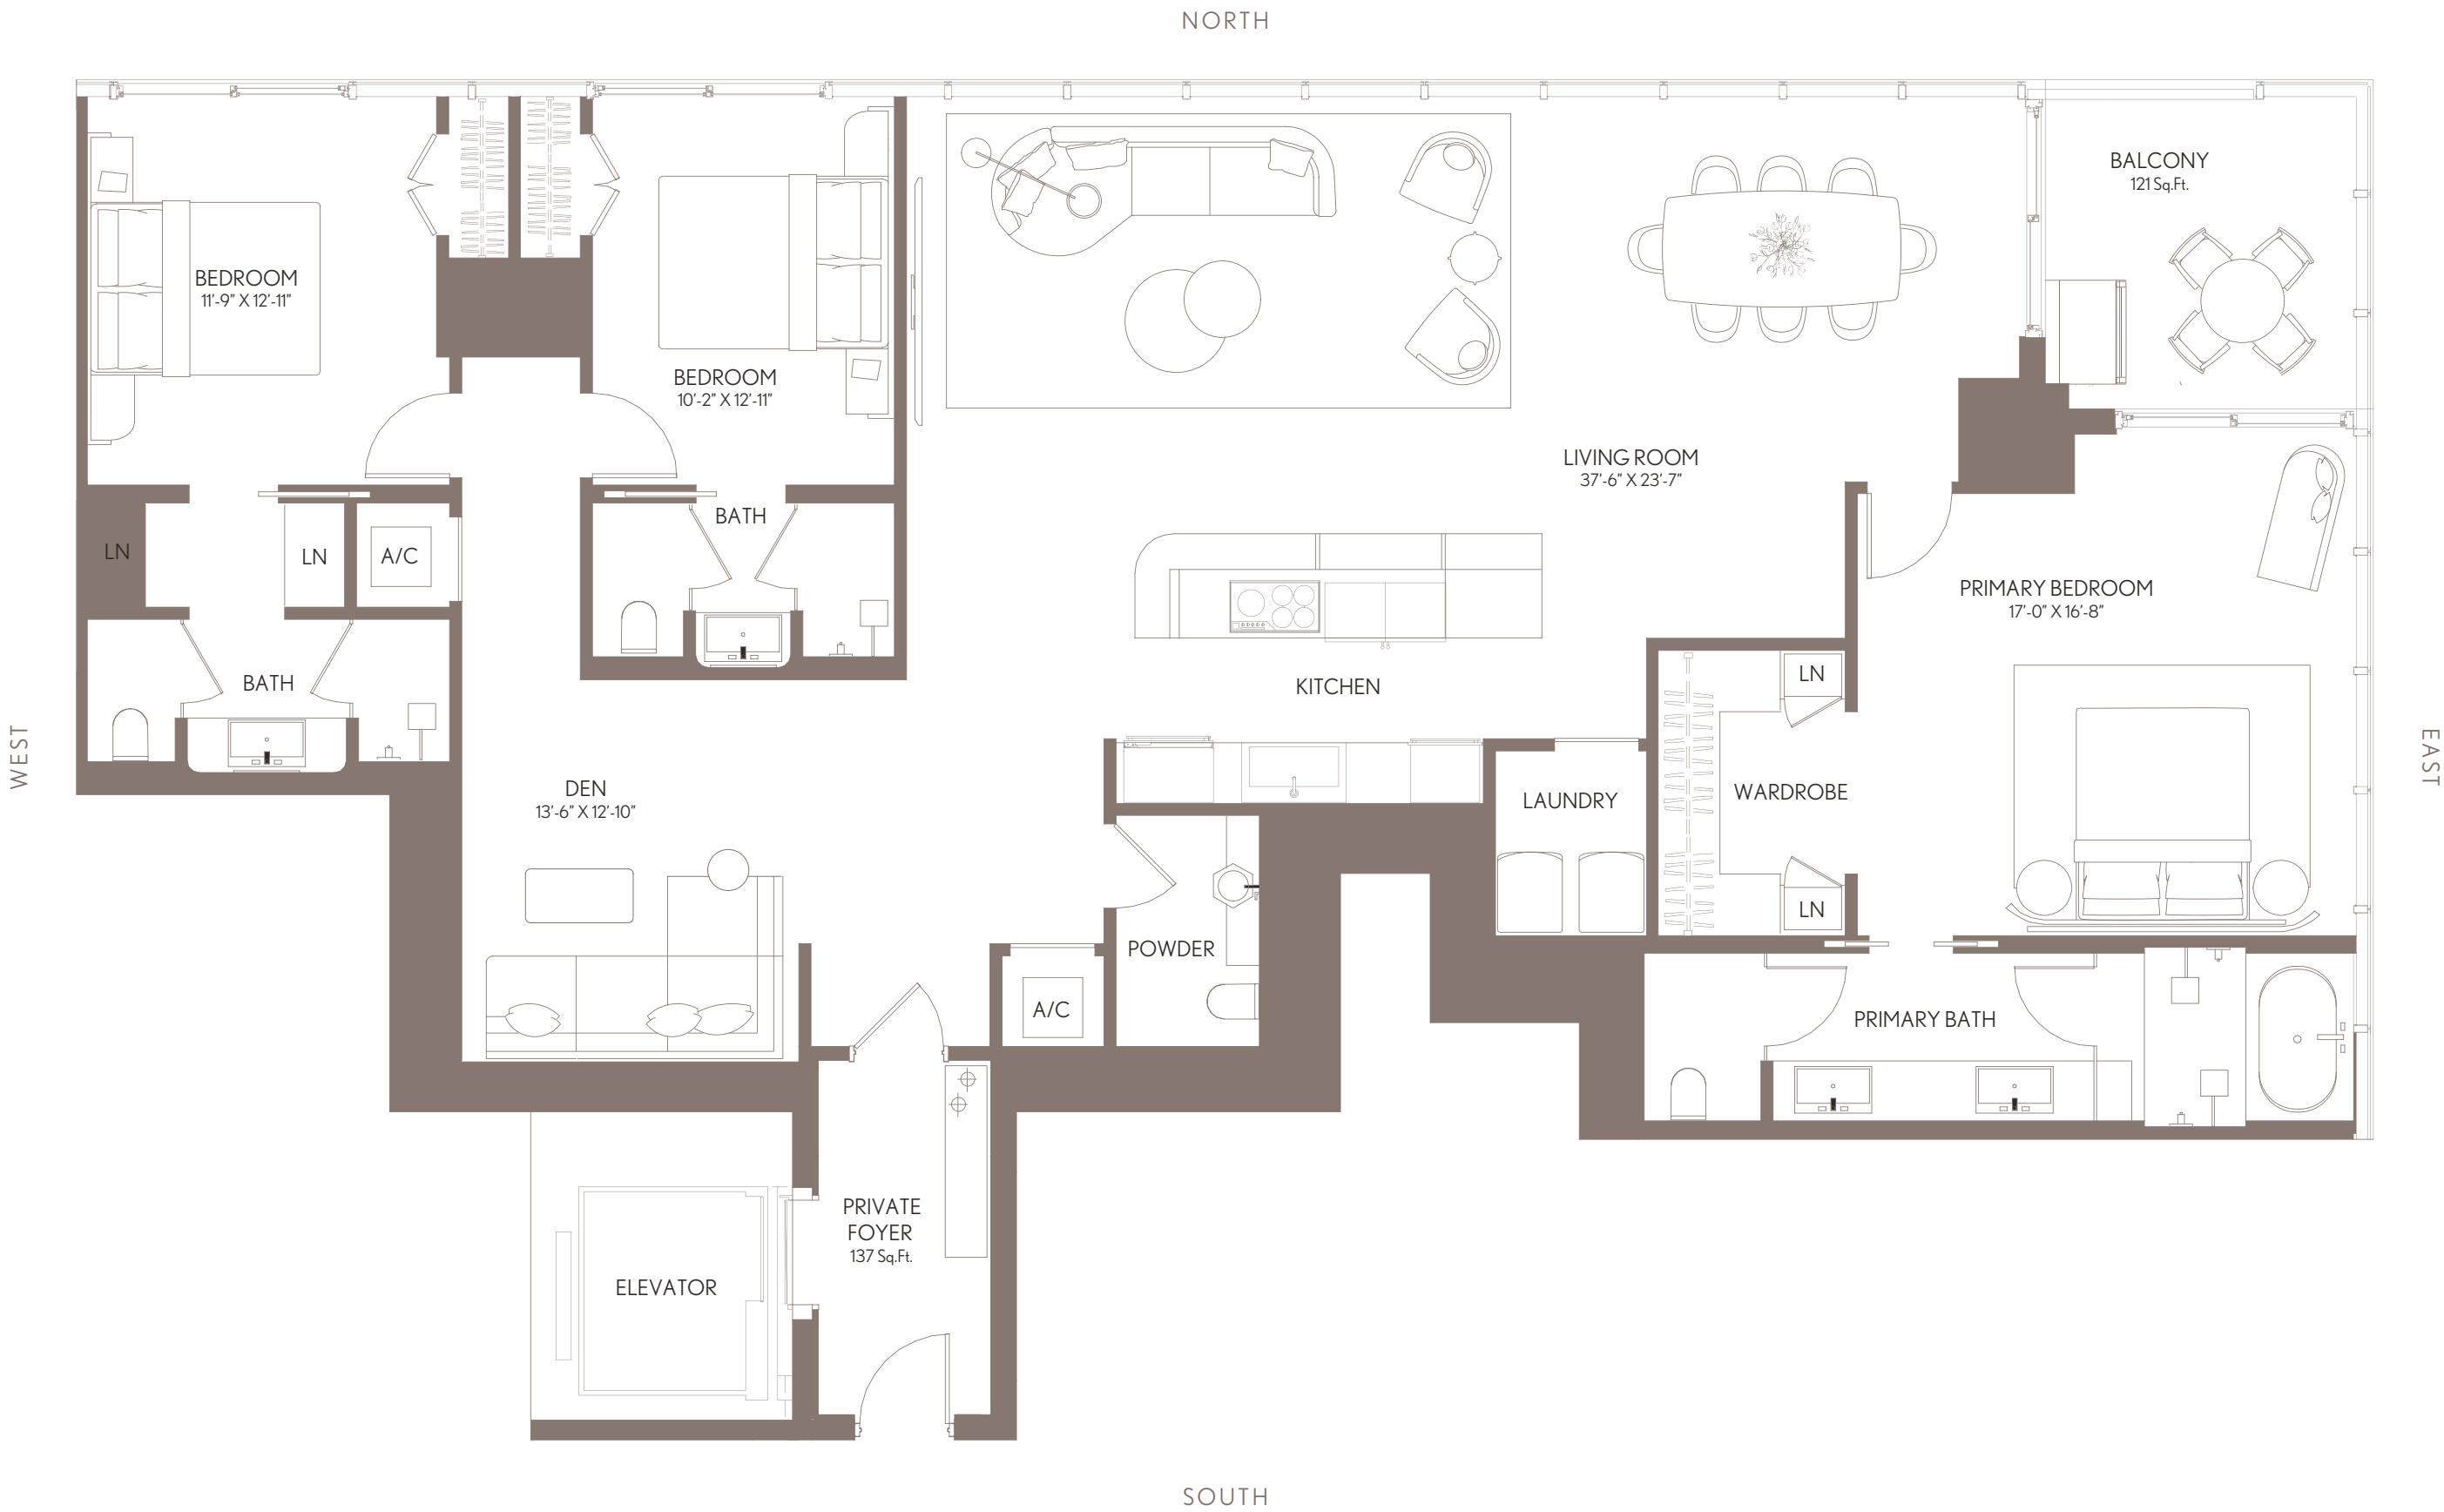 NORTH
BALCONY
121 Sq.Ft.
BEDROOM
11'-9" X 12'-11"
BEDROOM
10'-2" X 12'-11"
LIVING ROOM
37'-6" X 23'-7"
BATH
LN
LN
A/C
PRIMARY BEDROOM
17'-0" X 16'-8"
BATH
KITCHEN
LN
WEST
EAST
DEN
13'-6" X 12'-10"
LAUNDRY
WARDROBE
LN
POWDER
A/C
PRIMARY BATH
PRIVATE
FOYER
137 Sq.Ft.
ELEVATOR
SOUTH